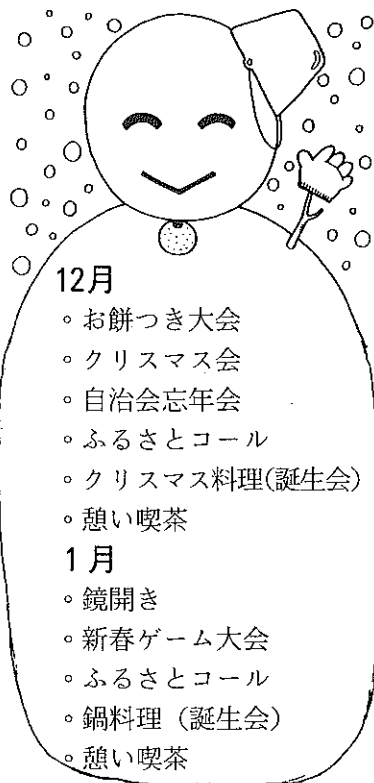 12月
◦お餅つき大会
◦クリスマス会
◦自治会忘年会
◦ふるさとコール
◦クリスマス料理(誕生会)
◦憩い喫茶
1月
◦鏡開き
◦新春ゲーム大会
◦ふるさとコール
◦鍋料理（誕生会）
◦憩い喫茶